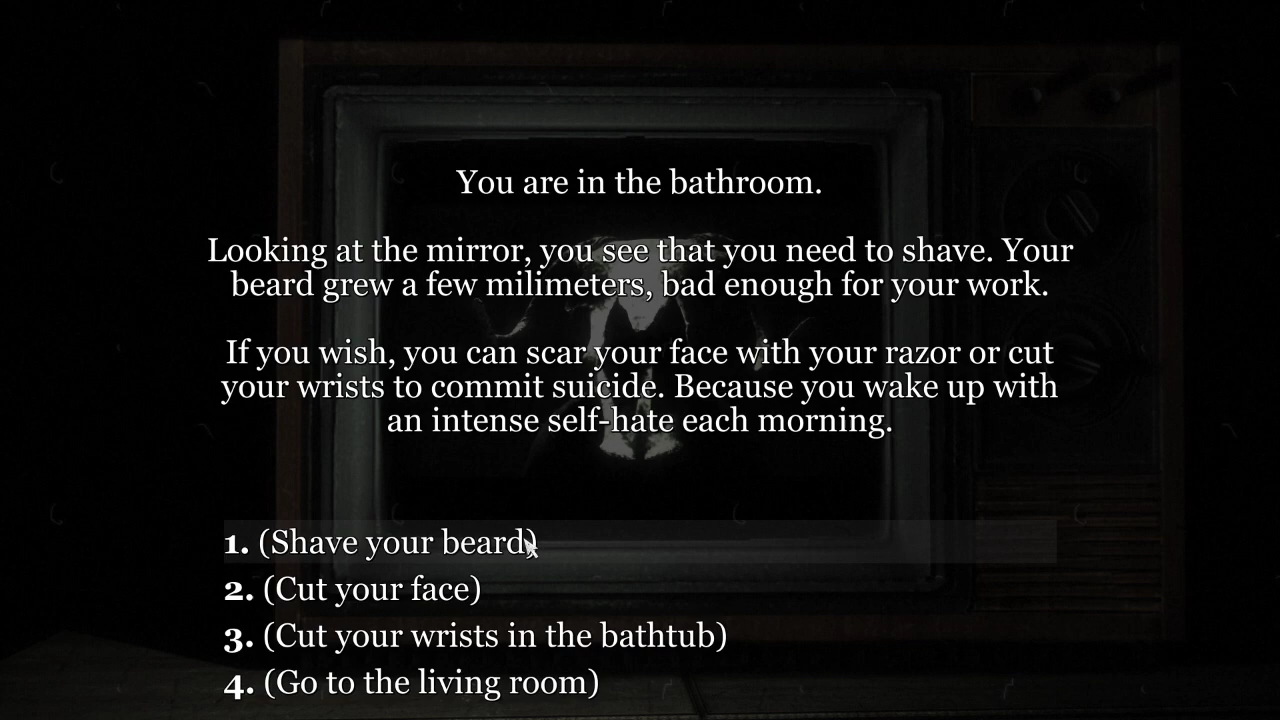 You are in the bathroom.
Looking at the mirror, you see that you need to shave. Your
beard grew a few milimeters, bad enough for your work.
If you wish, you can scar your face with your razor or cut
your wrists to commit suicide. Because you wake up with
an intense self-hate each morning.
1. (Shave your beard)
2. (Cut your face)
3. (Cut your wrists in the bathtub)
4. (Go to the living room)